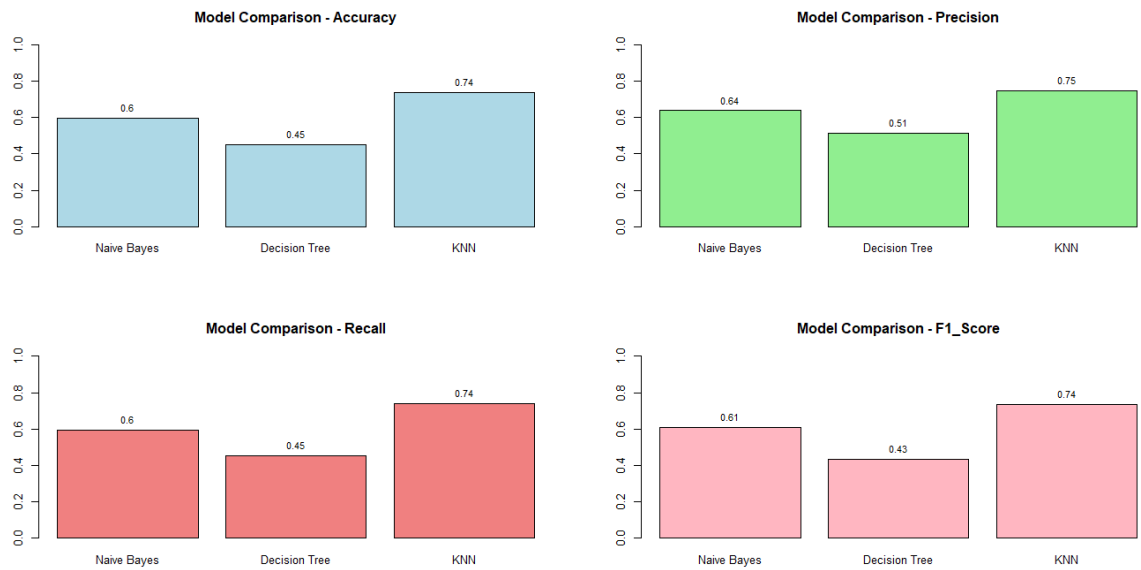 Model Comparison - Accuracy
1.0
0.8
0.6
0.4
0.2
0.0
0.6
0.45
0.74
Naive Bayes
Decision Tree
KNN
Model Comparison - Precision
1.0
0.8
0.6
0.4
0.2
0.0
0.64
0.51
0.75
Naive Bayes
Decision Tree
KNN
Model Comparison - Recall
1.0
0.8
0.6
0.4
0.2
0.0
0.6
0.45
0.74
Naive Bayes
Decision Tree
KNN
Model Comparison - F1_Score
1.0
0.8
0.6
0.4
0.2
0.0
0.61
0.43
0.74
Naive Bayes
Decision Tree
KNN